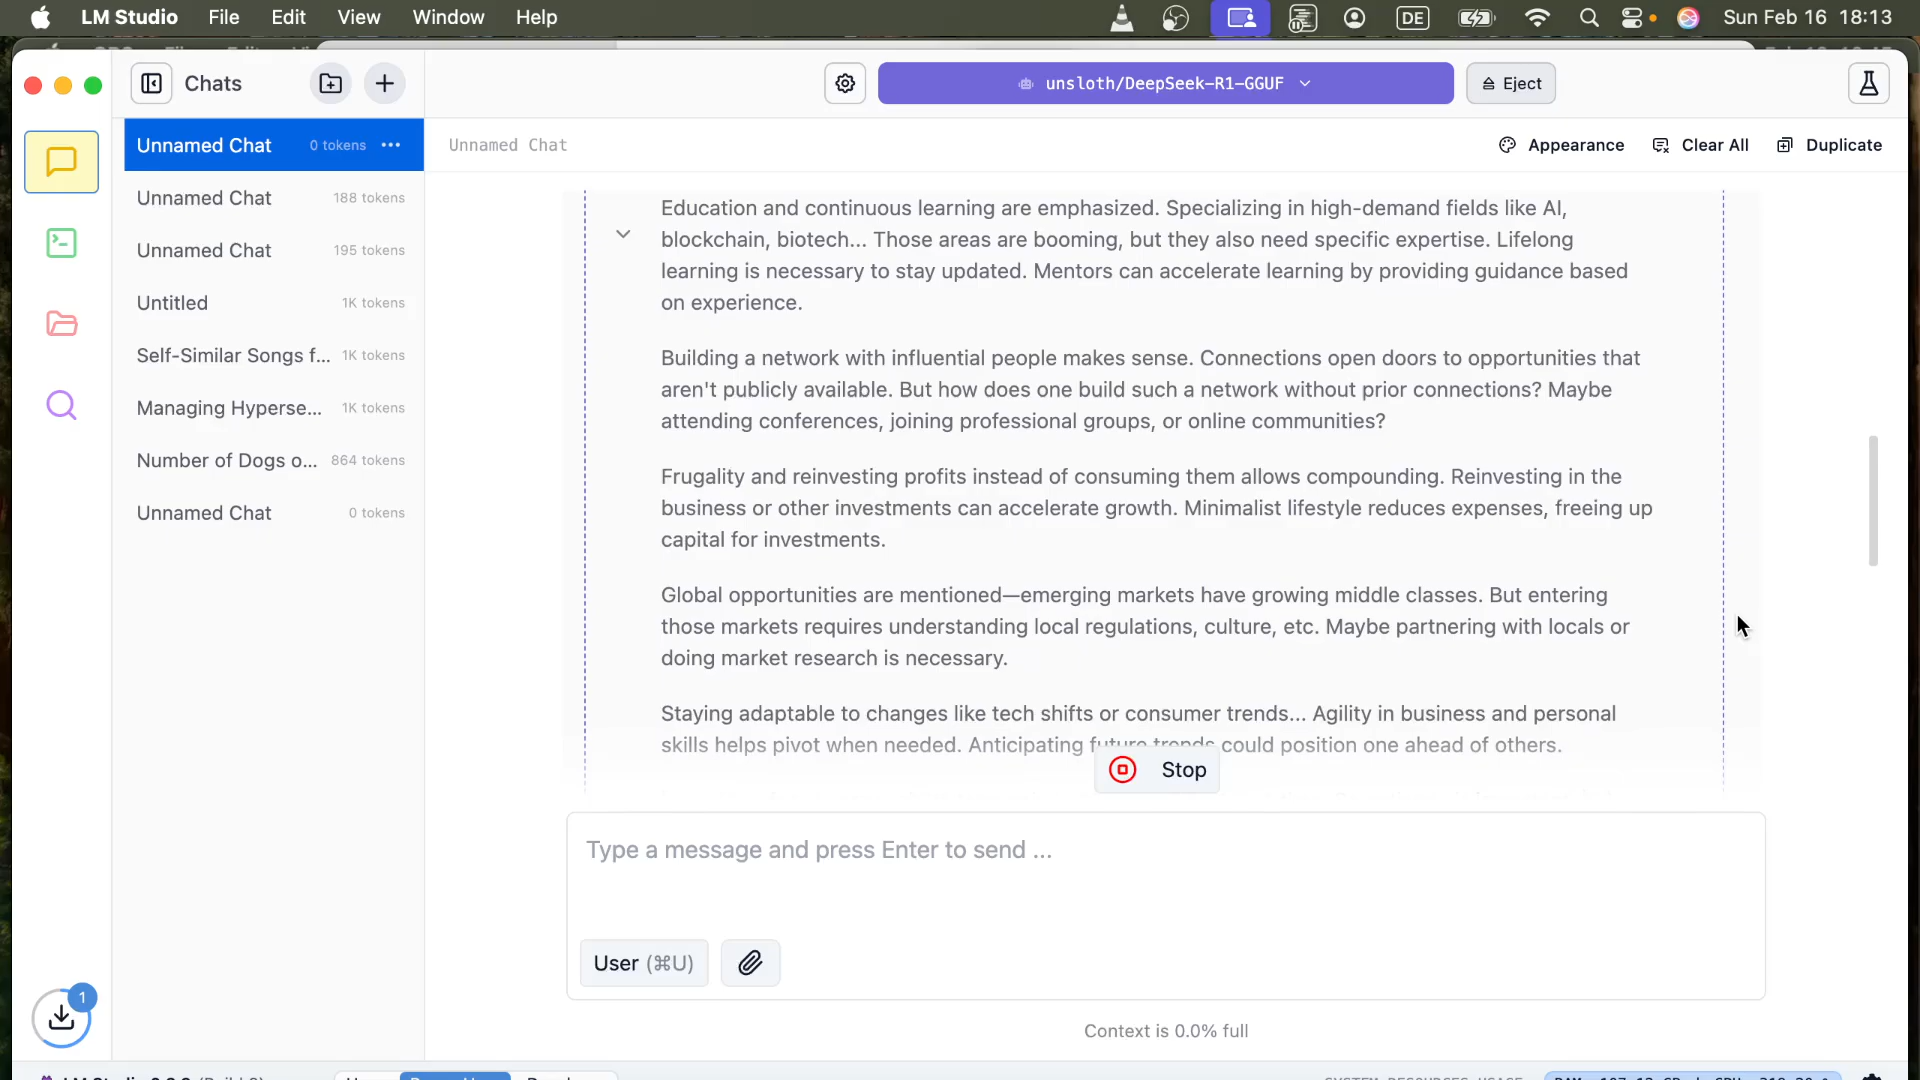 LM Studio File Edit View Window Help DE Sun Feb 16 18:13
Chats unsloth/DeepSeek-R1-GGUF Eject
Unnamed Chat 0 tokens
Unnamed Chat Appearance Clear All Duplicate
Unnamed Chat 188 tokens
Unnamed Chat 195 tokens
Untitled 1K tokens
Self-Similar Songs f... 1K tokens
Managing Hyperse... 1K tokens
Number of Dogs o... 864 tokens
Unnamed Chat 0 tokens
1
Education and continuous learning are emphasized. Specializing in high-demand fields like AI,
blockchain, biotech... Those areas are booming, but they also need specific expertise. Lifelong
learning is necessary to stay updated. Mentors can accelerate learning by providing guidance based
on experience.
Building a network with influential people makes sense. Connections open doors to opportunities that
aren't publicly available. But how does one build such a network without prior connections? Maybe
attending conferences, joining professional groups, or online communities?
Frugality and reinvesting profits instead of consuming them allows compounding. Reinvesting in the
business or other investments can accelerate growth. Minimalist lifestyle reduces expenses, freeing up
capital for investments.
Global opportunities are mentioned—emerging markets have growing middle classes. But entering
those markets requires understanding local regulations, culture, etc. Maybe partnering with locals or
doing market research is necessary.
Staying adaptable to changes like tech shifts or consumer trends... Agility in business and personal
skills helps pivot when needed. Anticipating future trends could position one ahead of others.
Stop
Type a message and press Enter to send ...
User (⌘U)
Context is 0.0% full